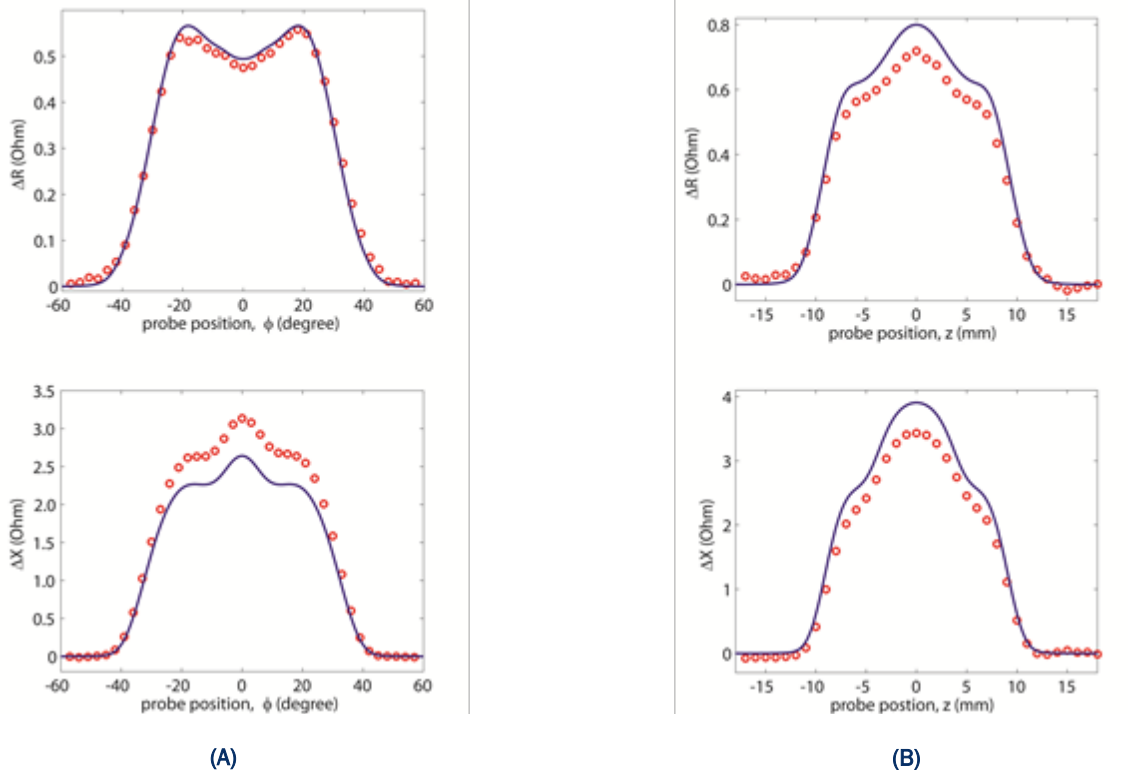 ΔR (Ohm)
0.5
0.4
0.3
0.2
0.1
0
-60 -40 -20 0 20 40 60
probe position, ϕ (degree)
ΔR (Ohm)
0.8
0.6
0.4
0.2
0
-15 -10 -5 0 5 10 15
probe position, z (mm)
ΔX (Ohm)
3.5
3.0
2.5
2.0
1.5
1.0
0.5
0
-60 -40 -20 0 20 40 60
probe position, ϕ (degree)
ΔX (Ohm)
4
3
2
1
0
-15 -10 -5 0 5 10 15
probe postion, z (mm)
(A)
(B)